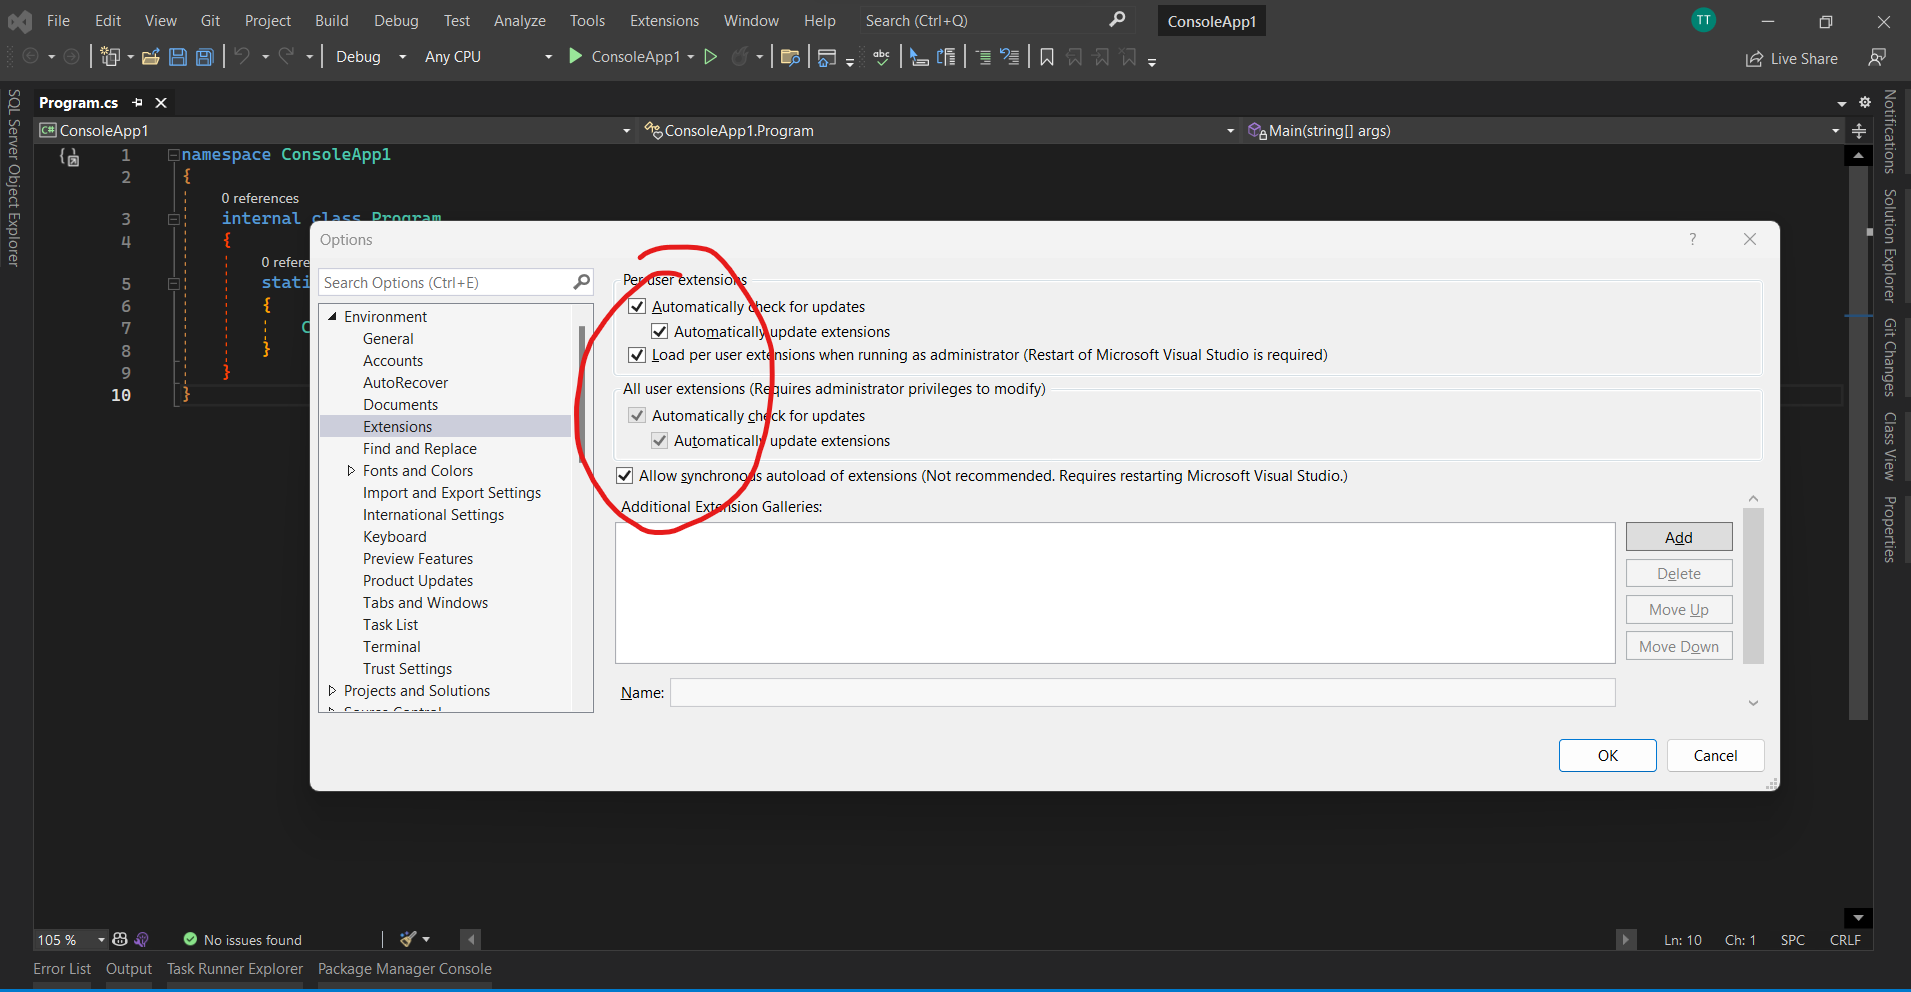 File Edit View Git Project Build Debug Test Analyze Tools Extensions Window Help Search (Ctrl+Q) ConsoleApp1 TT
Debug Any CPU ConsoleApp1 abc Live Share
SQL Server Object Explorer
Program.cs
C# ConsoleApp1 ConsoleApp1.Program Main(string[] args)
1 namespace ConsoleApp1
2 {
0 references
3 internal class Program
4 {
0 refere
5 stati
6 {
7 C
8 }
9 }
10 }
Options ?
Search Options (Ctrl+E)
Environment
General
Accounts
AutoRecover
Documents
Extensions
Find and Replace
Fonts and Colors
Import and Export Settings
International Settings
Keyboard
Preview Features
Product Updates
Tabs and Windows
Task List
Terminal
Trust Settings
Projects and Solutions
Source Control
Per user extensions
Automatically check for updates
Automatically update extensions
Load per user extensions when running as administrator (Restart of Microsoft Visual Studio is required)
All user extensions (Requires administrator privileges to modify)
Automatically check for updates
Automatically update extensions
Allow synchronous autoload of extensions (Not recommended. Requires restarting Microsoft Visual Studio.)
Additional Extension Galleries:
Add
Delete
Move Up
Move Down
Name:
OK Cancel
Notifications
Solution Explorer
Git Changes
Class View
Properties
105 % No issues found Ln: 10 Ch: 1 SPC CRLF
Error List Output Task Runner Explorer Package Manager Console